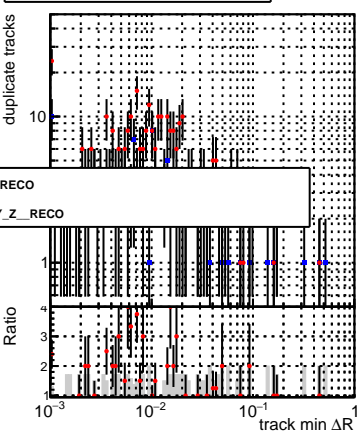 duplicate tracks
10
RECO
_Z__RECO
1
Ratio
4
3
2
1
10⁻³ 10⁻² 10⁻¹ 1
track min ΔR